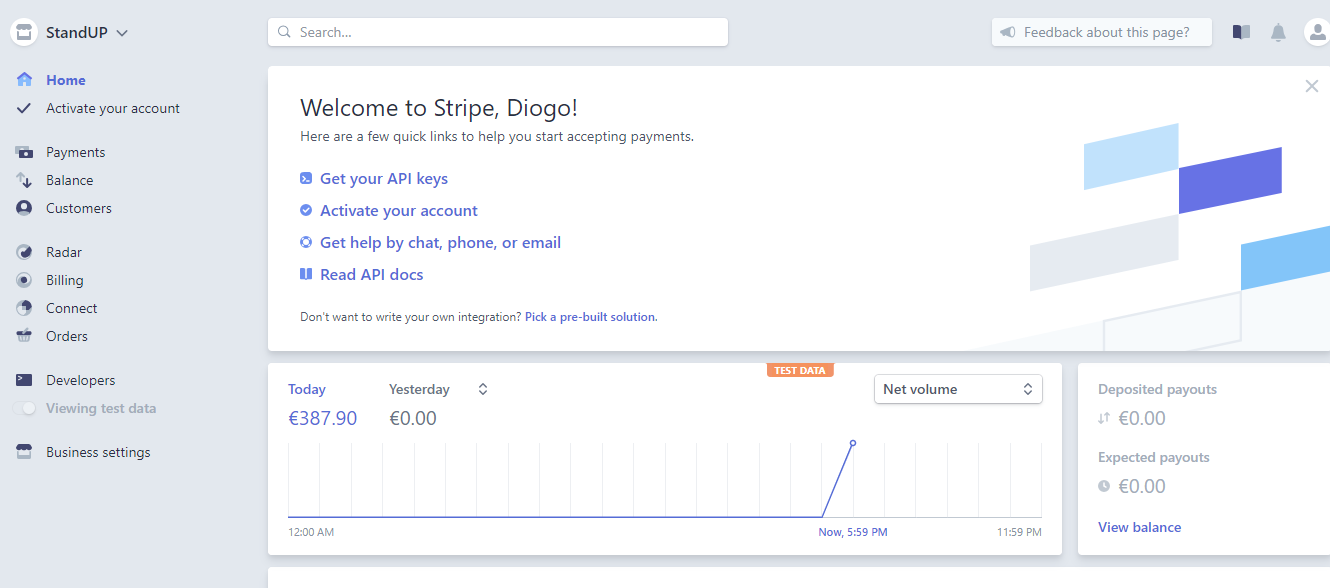 StandUP
Search...
Feedback about this page?
Home
Activate your account
Payments
Balance
Customers
Radar
Billing
Connect
Orders
Developers
Viewing test data
Business settings
Welcome to Stripe, Diogo!
Here are a few quick links to help you start accepting payments.
Get your API keys
Activate your account
Get help by chat, phone, or email
Read API docs
Don't want to write your own integration? Pick a pre-built solution.
TEST DATA
Today Yesterday Net volume
€387.90 €0.00
12:00 AM Now, 5:59 PM 11:59 PM
Deposited payouts
€0.00
Expected payouts
€0.00
View balance